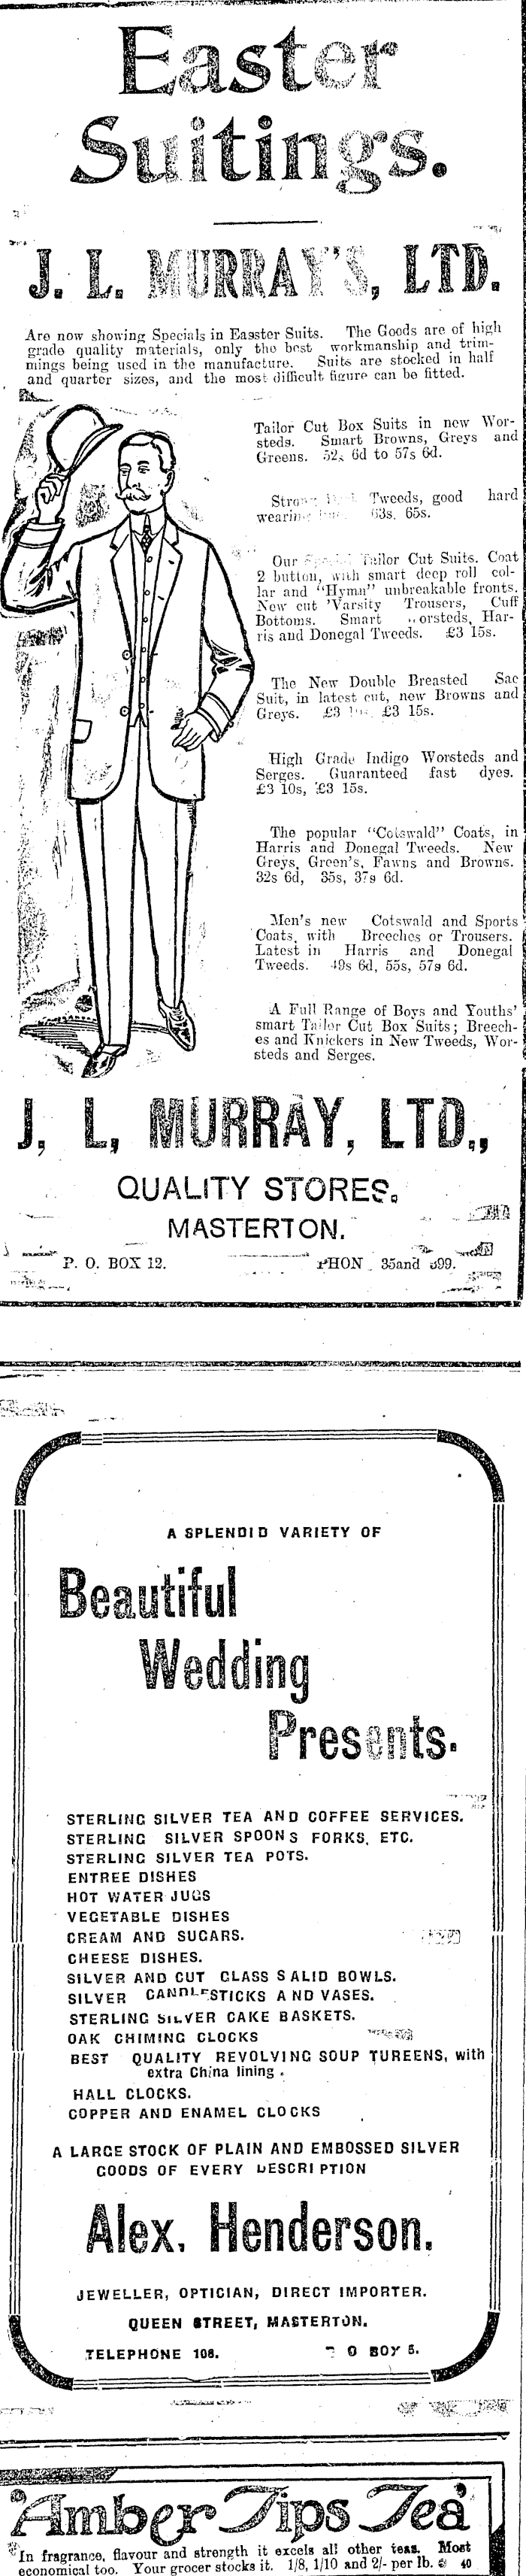 Easter
Suitings.
J. L. MURRAY'S, LTD.
Are now showing Specials in Easster Suits. The Goods are of high
grade quality materials, only the best workmanship and trim-
mings being used in the manufacture. Suits are stocked in half
and quarter sizes, and the most difficult figure can be fitted.
Tailor Cut Box Suits in new Wor-
steds. Smart Browns, Greys and
Greens. 52s 6d to 57s 6d.
Strong Tweeds, good hard
wearing 63s, 65s.
Our Special Tailor Cut Suits. Coat
2 button, with smart deep roll col-
lar and "Hymn" unbreakable fronts.
New cut 'Varsity Trousers, Cuff
Bottoms. Smart orsteds, Har-
ris and Donegal Tweeds. £3 15s.
The New Double Breasted Sac
Suit, in latest cut, new Browns and
Greys. £3 £3 15s.
High Grade Indigo Worsteds and
Serges. Guaranteed fast dyes.
£3 10s, £3 15s.
The popular "Cotswald" Coats, in
Harris and Donegal Tweeds. New
Greys, Green's, Fawns and Browns.
32s 6d, 35s, 37s 6d.
Men's new Cotswald and Sports
Coats, with Breeches or Trousers.
Latest in Harris and Donegal
Tweeds. 49s 6d, 55s, 57s 6d.
A Full Range of Boys and Youths'
smart Tailor Cut Box Suits; Breech-
es and Knickers in New Tweeds, Wor-
steds and Serges.
J. L. MURRAY, LTD.,
QUALITY STORES,
MASTERTON.
P. O. BOX 12. PHON 35 and 399.
A SPLENDID VARIETY OF
Beautiful
Wedding
Presents.
STERLING SILVER TEA AND COFFEE SERVICES.
STERLING SILVER SPOONS FORKS, ETC.
STERLING SILVER TEA POTS.
ENTREE DISHES
HOT WATER JUGS
VEGETABLE DISHES
CREAM AND SUGARS.
CHEESE DISHES.
SILVER AND CUT CLASS SALID BOWLS.
SILVER CANDLESTICKS AND VASES.
STERLING SILVER CAKE BASKETS.
OAK CHIMING CLOCKS
BEST QUALITY REVOLVING SOUP TUREENS, with
extra China lining.
HALL CLOCKS.
COPPER AND ENAMEL CLOCKS
A LARGE STOCK OF PLAIN AND EMBOSSED SILVER
GOODS OF EVERY DESCRIPTION
Alex. Henderson.
JEWELLER, OPTICIAN, DIRECT IMPORTER.
QUEEN STREET, MASTERTON.
TELEPHONE 108. O BOX 5.
Amber Tips Tea
In fragrance, flavour and strength it excels all other teas. Most
economical too. Your grocer stocks it. 1/8, 1/10 and 2/- per lb. 40